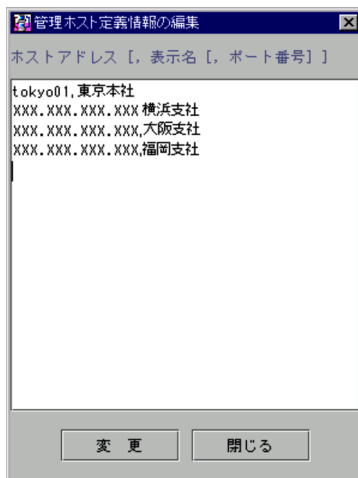 管理ホスト定義情報の編集
ホストアドレス [, 表示名 [, ポート番号] ]
tokyo01,東京本社
XXX.XXX.XXX.XXX 横浜支社
XXX.XXX.XXX.XXX,大阪支社
XXX.XXX.XXX.XXX,福岡支社
変 更
閉じる